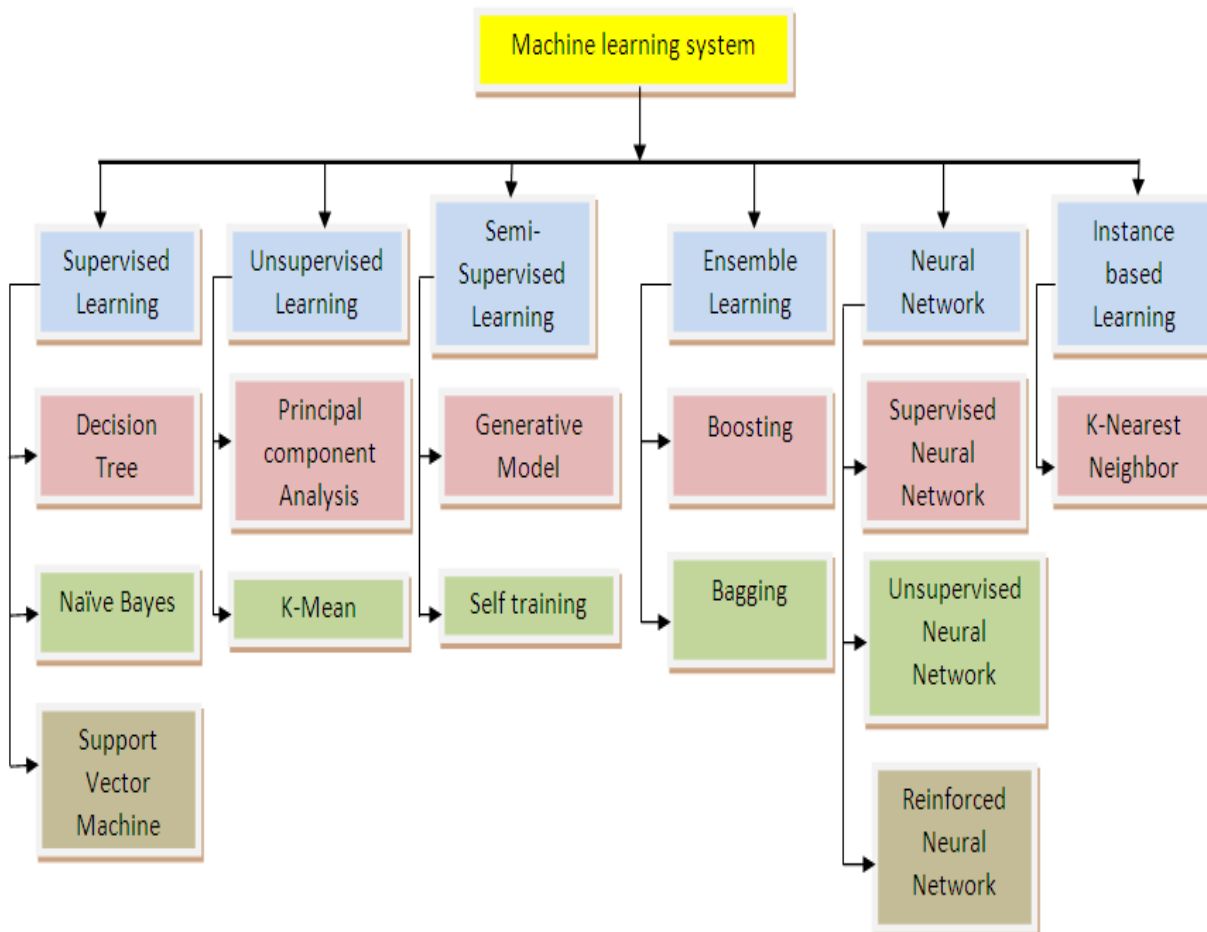 Machine learning system
Supervised
Learning
Unsupervised
Learning
Semi-
Supervised
Learning
Ensemble
Learning
Neural
Network
Instance
based
Learning
Decision
Tree
Principal
component
Analysis
Generative
Model
Boosting
Supervised
Neural
Network
K-Nearest
Neighbor
Naïve Bayes
K-Mean
Self training
Bagging
Unsupervised
Neural
Network
Support
Vector
Machine
Reinforced
Neural
Network